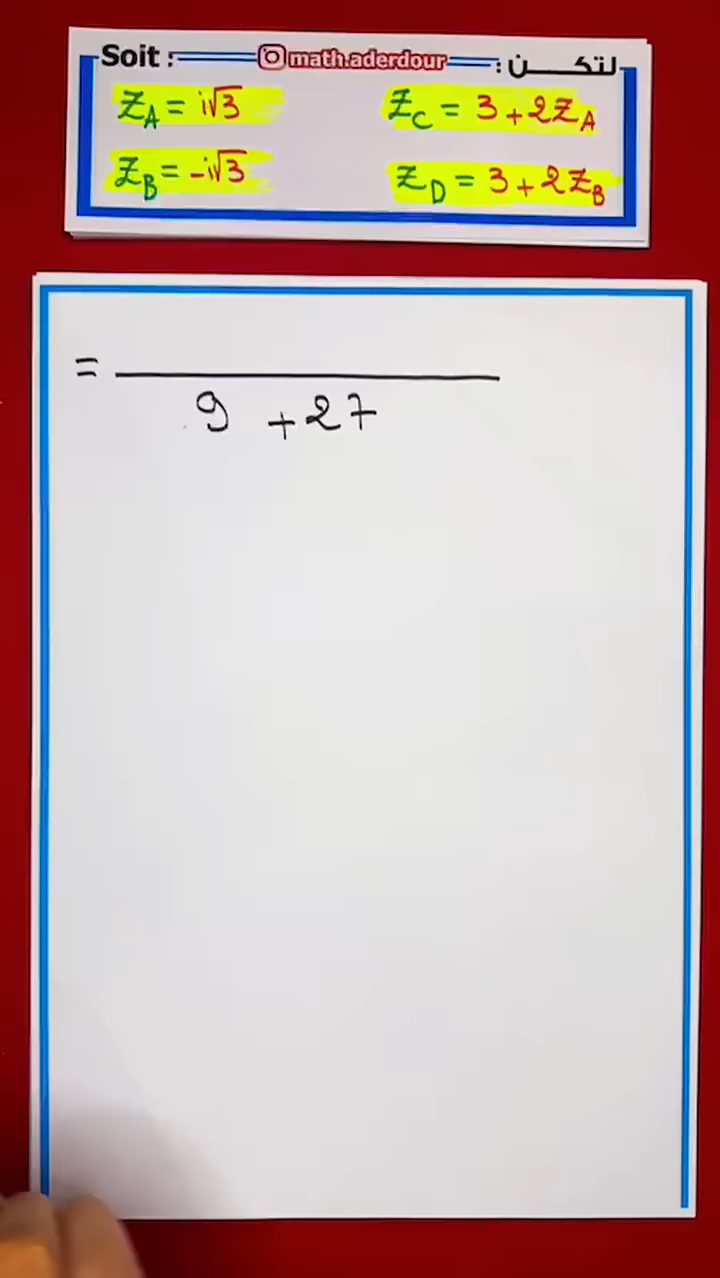 Soit : math.aderdour لتكن :
Z_A = i√3 Z_C = 3 + 2Z_A
Z_B = -i√3 Z_D = 3 + 2Z_B
= ―
9 + 27